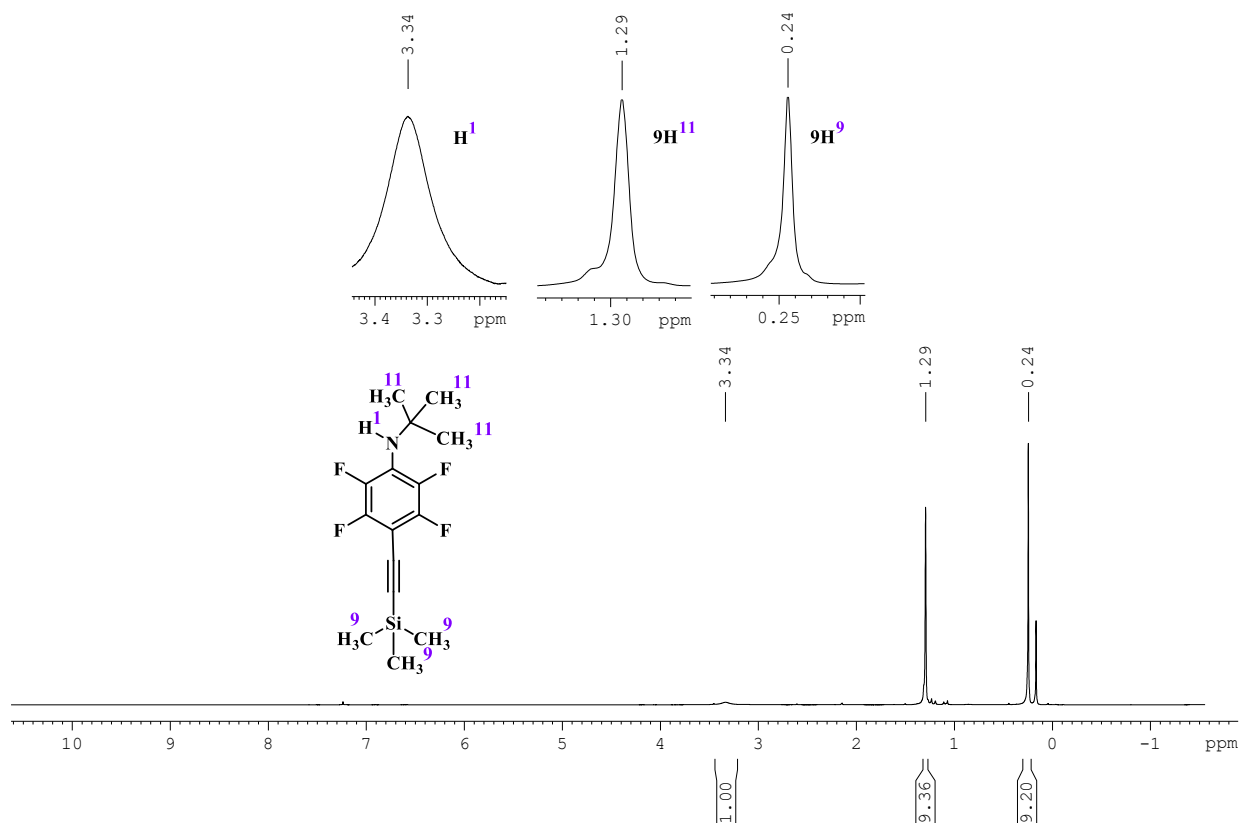 3.34
1.29
0.24
H1
9H11
9H9
3.4 3.3 ppm
1.30 ppm
0.25 ppm
3.34
1.29
0.24
11
H3C
11
CH3
1
H
N
11
CH3
F
F
F
F
9
Si
9
H3C
CH3
9
CH3
10 9 8 7 6 5 4 3 2 1 0 −1 ppm
1.00
9.36
9.20